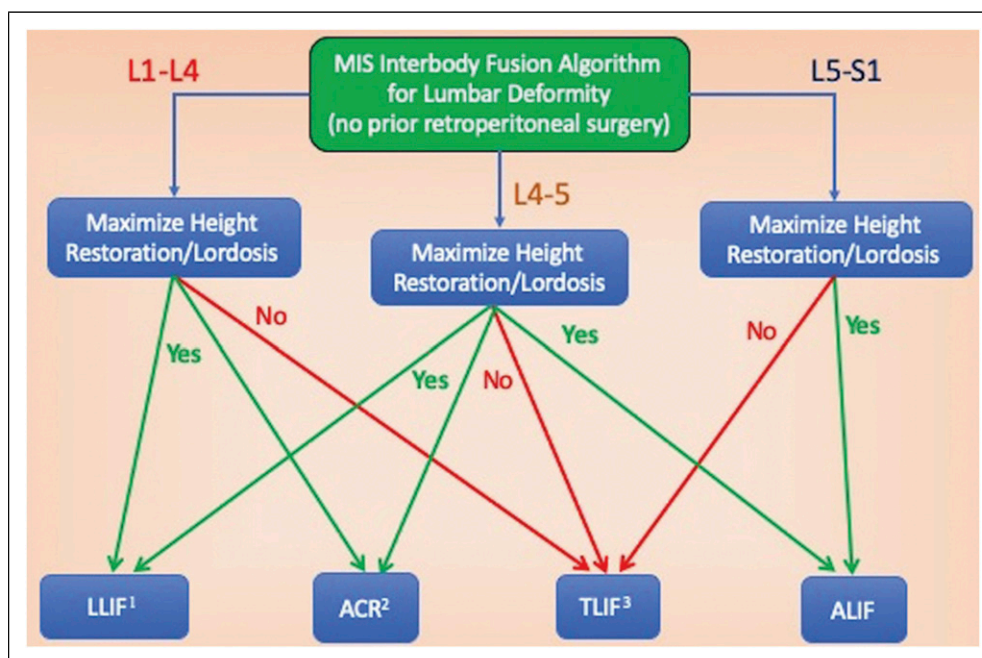 L1-L4
MIS Interbody Fusion Algorithm
for Lumbar Deformity
(no prior retroperitoneal surgery)
L5-S1
L4-5
Maximize Height
Restoration/Lordosis
Maximize Height
Restoration/Lordosis
Maximize Height
Restoration/Lordosis
Yes
No
Yes
No
Yes
No
Yes
LLIF¹
ACR²
TLIF³
ALIF